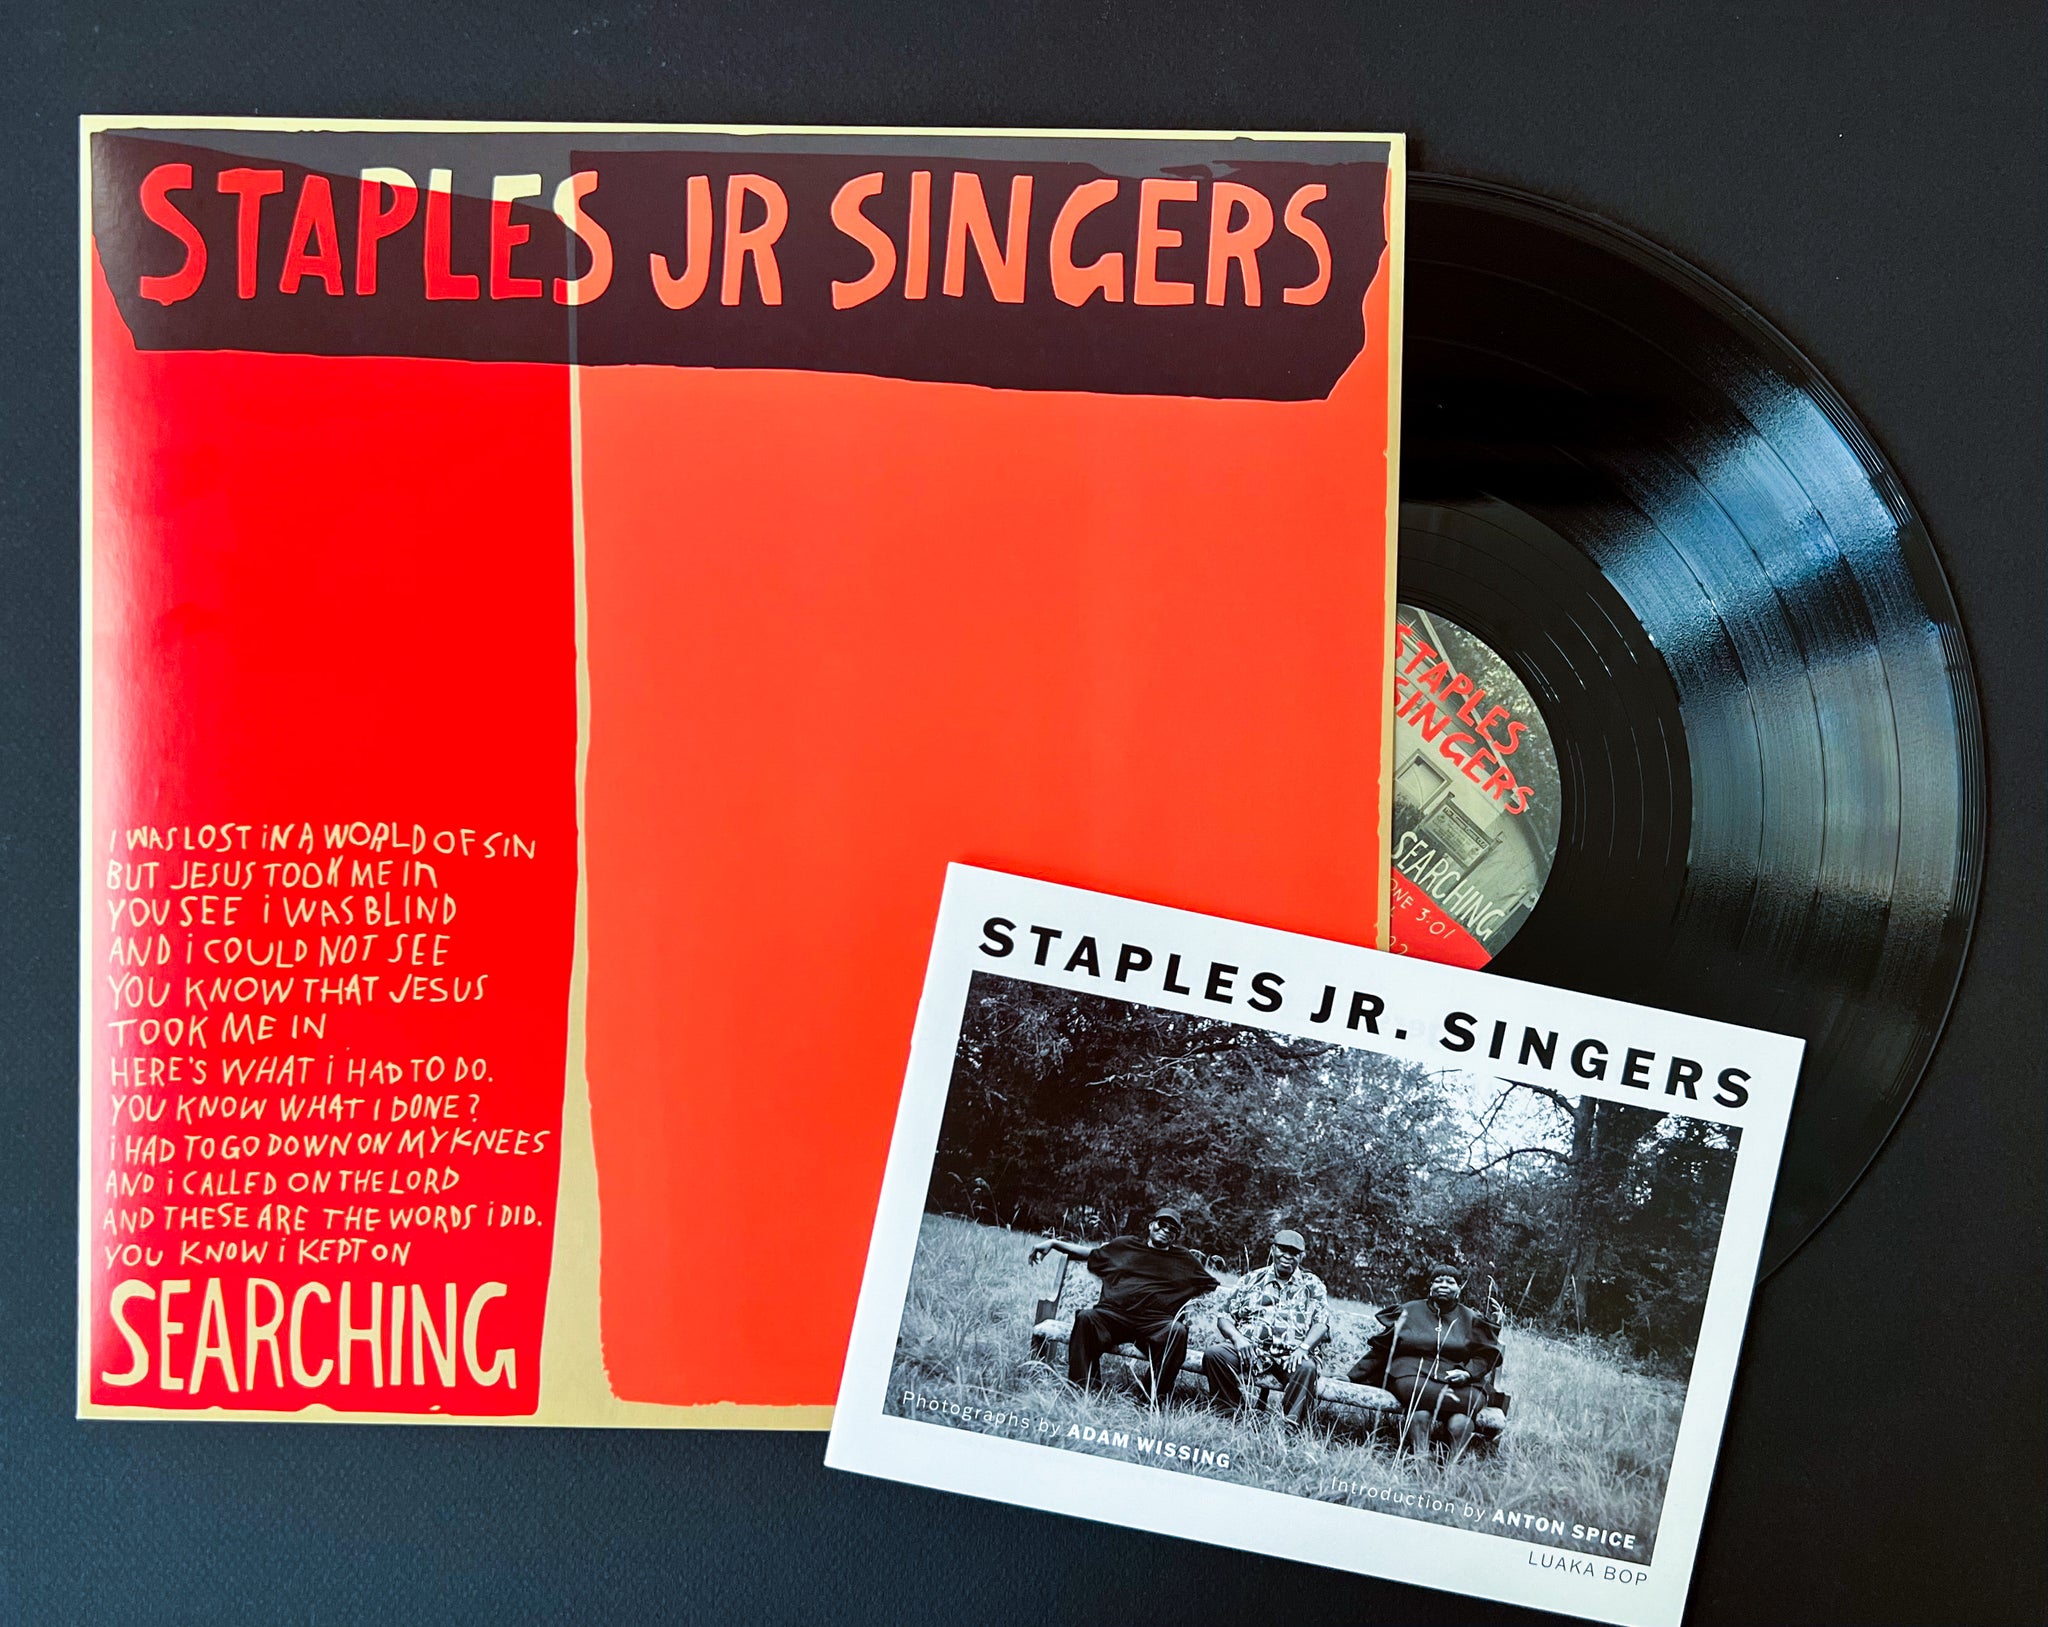 STAPLES JR SINGERS
I WAS LOST IN A WORLD OF SIN
BUT JESUS TOOK ME IN
YOU SEE I WAS BLIND
AND I COULD NOT SEE
YOU KNOW THAT JESUS
TOOK ME IN
HERE'S WHAT I HAD TO DO.
YOU KNOW WHAT I DONE?
I HAD TO GO DOWN ON MY KNEES
AND I CALLED ON THE LORD
AND THESE ARE THE WORDS I DID.
YOU KNOW I KEPT ON
SEARCHING
STAPLES
SINGERS
SEARCHING
ONE 3:01
STAPLES JR. SINGERS
Photographs by ADAM WISSING
Introduction by ANTON SPICE
LUAKA BOP